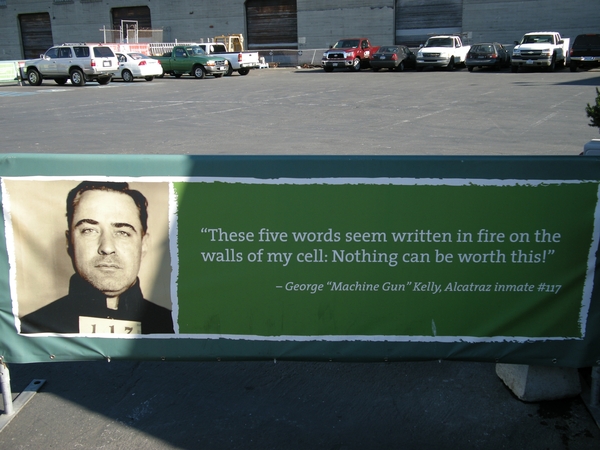 “These five words seem written in fire on the
walls of my cell: Nothing can be worth this!”
– George “Machine Gun” Kelly, Alcatraz inmate #117
117